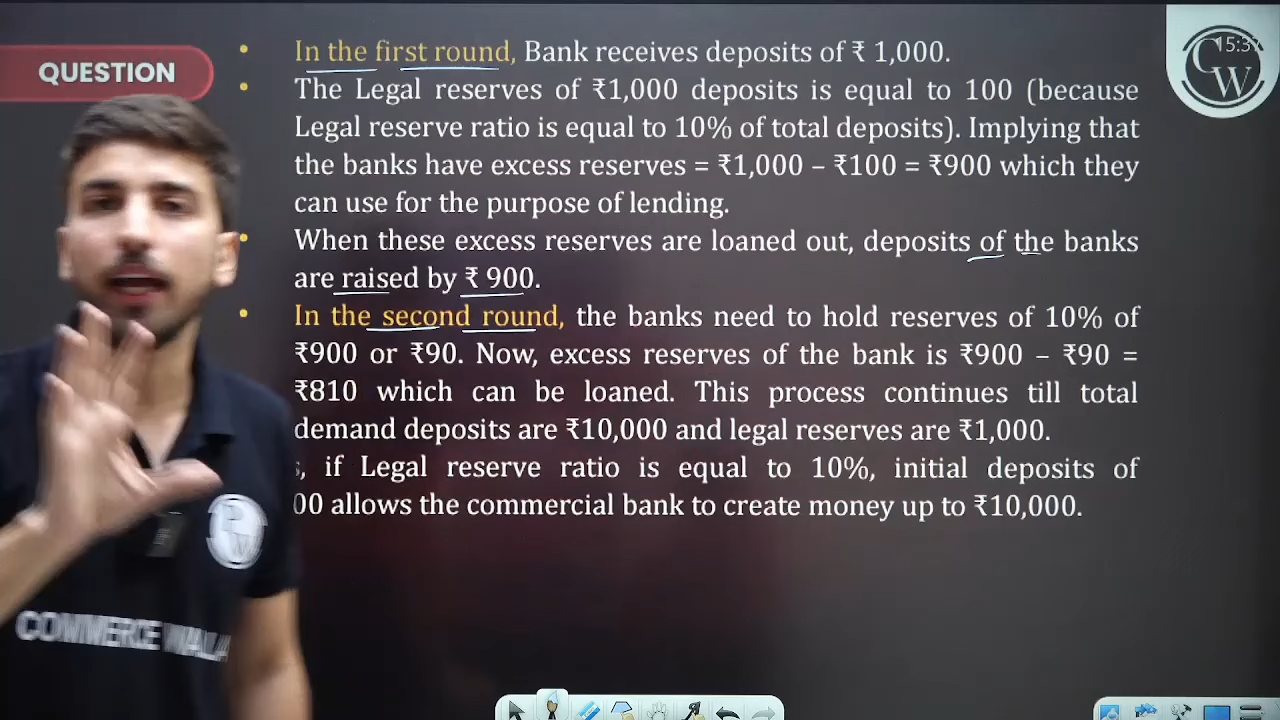 QUESTION
• In the first round, Bank receives deposits of ₹ 1,000.
• The Legal reserves of ₹1,000 deposits is equal to 100 (because
Legal reserve ratio is equal to 10% of total deposits). Implying that
the banks have excess reserves = ₹1,000 – ₹100 = ₹900 which they
can use for the purpose of lending.
• When these excess reserves are loaned out, deposits of the banks
are raised by ₹ 900.
• In the second round, the banks need to hold reserves of 10% of
₹900 or ₹90. Now, excess reserves of the bank is ₹900 – ₹90 =
₹810 which can be loaned. This process continues till total
demand deposits are ₹10,000 and legal reserves are ₹1,000.
, if Legal reserve ratio is equal to 10%, initial deposits of
00 allows the commercial bank to create money up to ₹10,000.
CW
PW
COMMERCE WALA